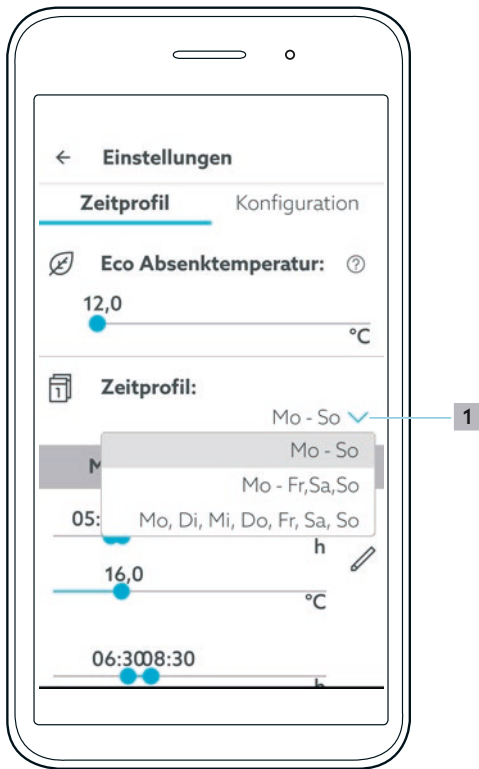 ← Einstellungen
Zeitprofil Konfiguration
Eco Absenktemperatur: ?
12,0
°C
1 Zeitprofil:
Mo - So
1
Mo - So
M
Mo - Fr,Sa,So
05:
Mo, Di, Mi, Do, Fr, Sa, So
h
16,0
°C
06:30 08:30